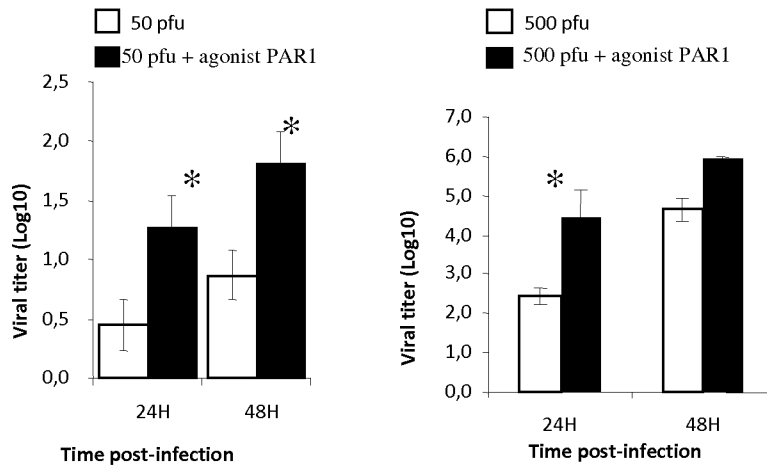 50 pfu
50 pfu + agonist PAR1
2,5
2,0
1,5
1,0
0,5
0,0
Viral titer (Log10)
*
*
24H
48H
Time post-infection
500 pfu
500 pfu + agonist PAR1
7,0
6,0
5,0
4,0
3,0
2,0
1,0
0,0
Viral titer (Log10)
*
24H
48H
Time post-infection